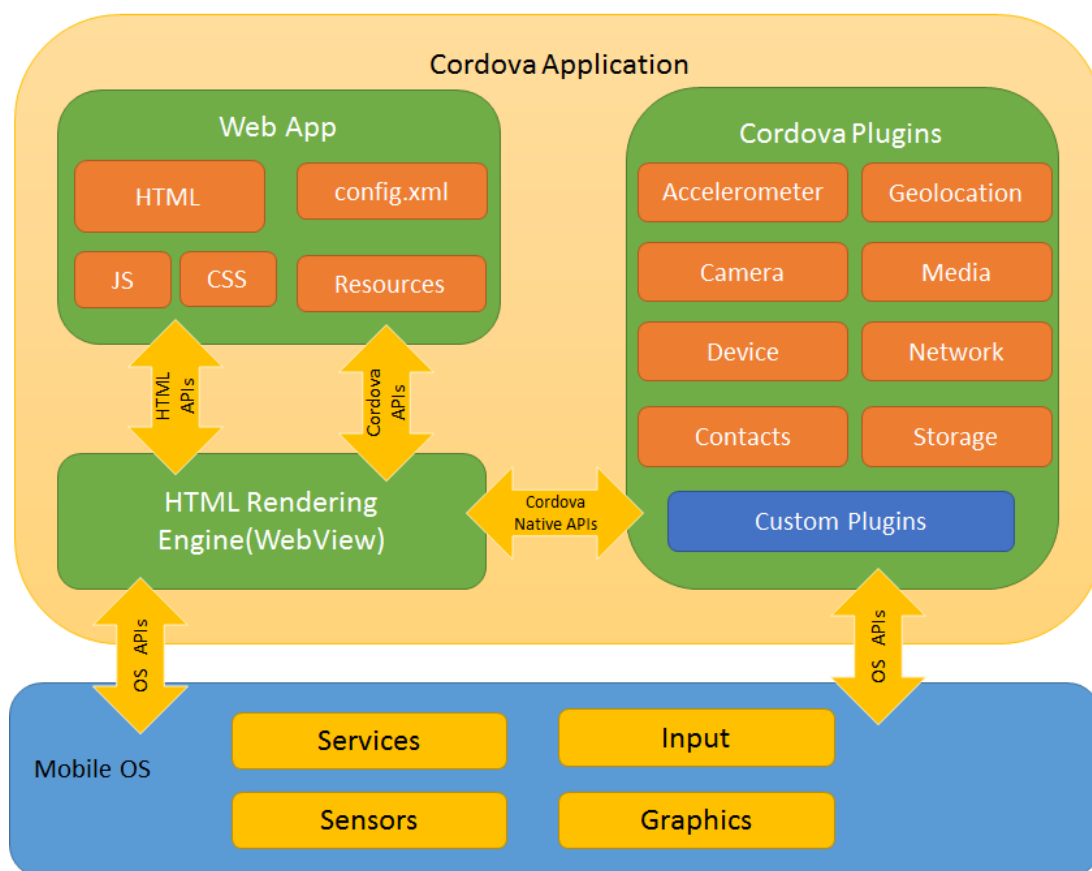 Cordova Application
Web App
HTML
config.xml
JS
CSS
Resources
HTML
APIs
Cordova
APIs
HTML Rendering
Engine(WebView)
Cordova
Native APIs
Cordova Plugins
Accelerometer
Geolocation
Camera
Media
Device
Network
Contacts
Storage
Custom Plugins
OS APIs
OS APIs
Mobile OS
Services
Input
Sensors
Graphics